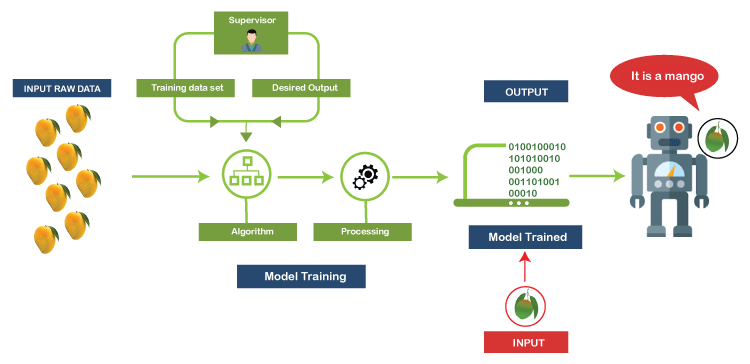 Supervisor
INPUT RAW DATA
Training data set
Desired Output
OUTPUT
It is a mango
0100100010
101010010
001000
001101001
00010
Algorithm
Processing
Model Trained
Model Training
INPUT